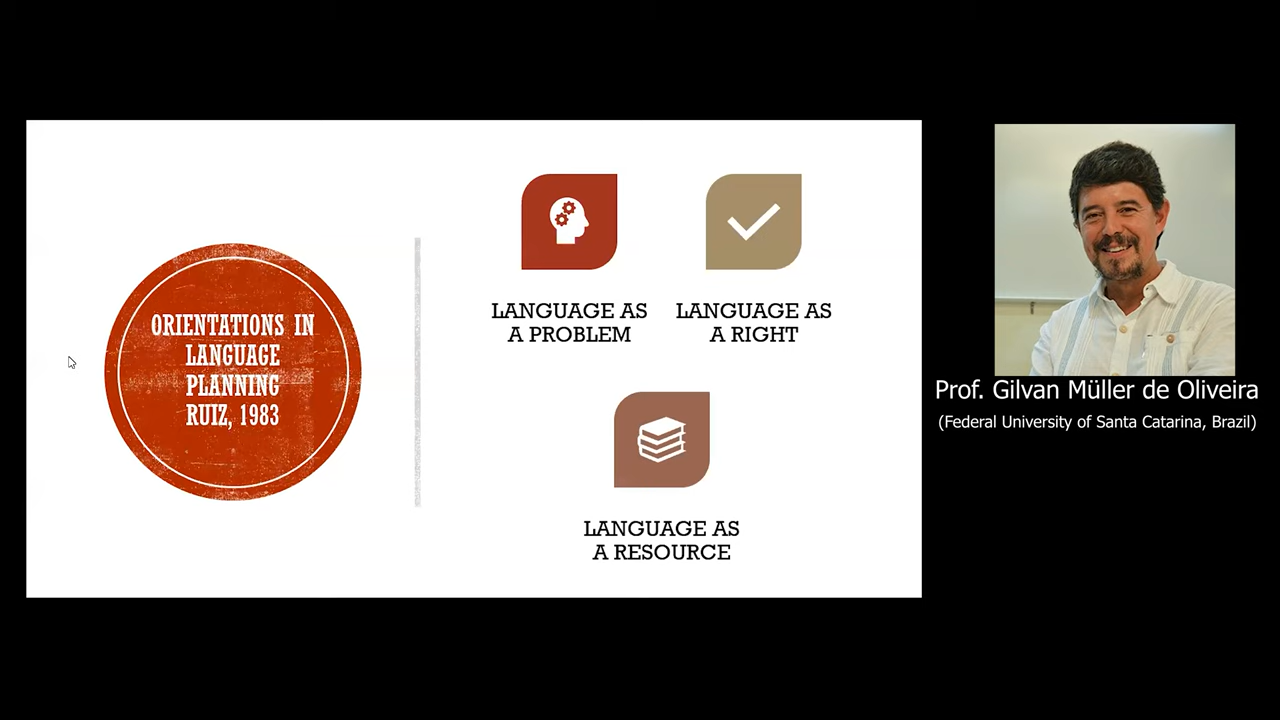 ORIENTATIONS IN
LANGUAGE
PLANNING
RUIZ, 1983
LANGUAGE AS
A PROBLEM
LANGUAGE AS
A RIGHT
LANGUAGE AS
A RESOURCE
Prof. Gilvan Müller de Oliveira
(Federal University of Santa Catarina, Brazil)